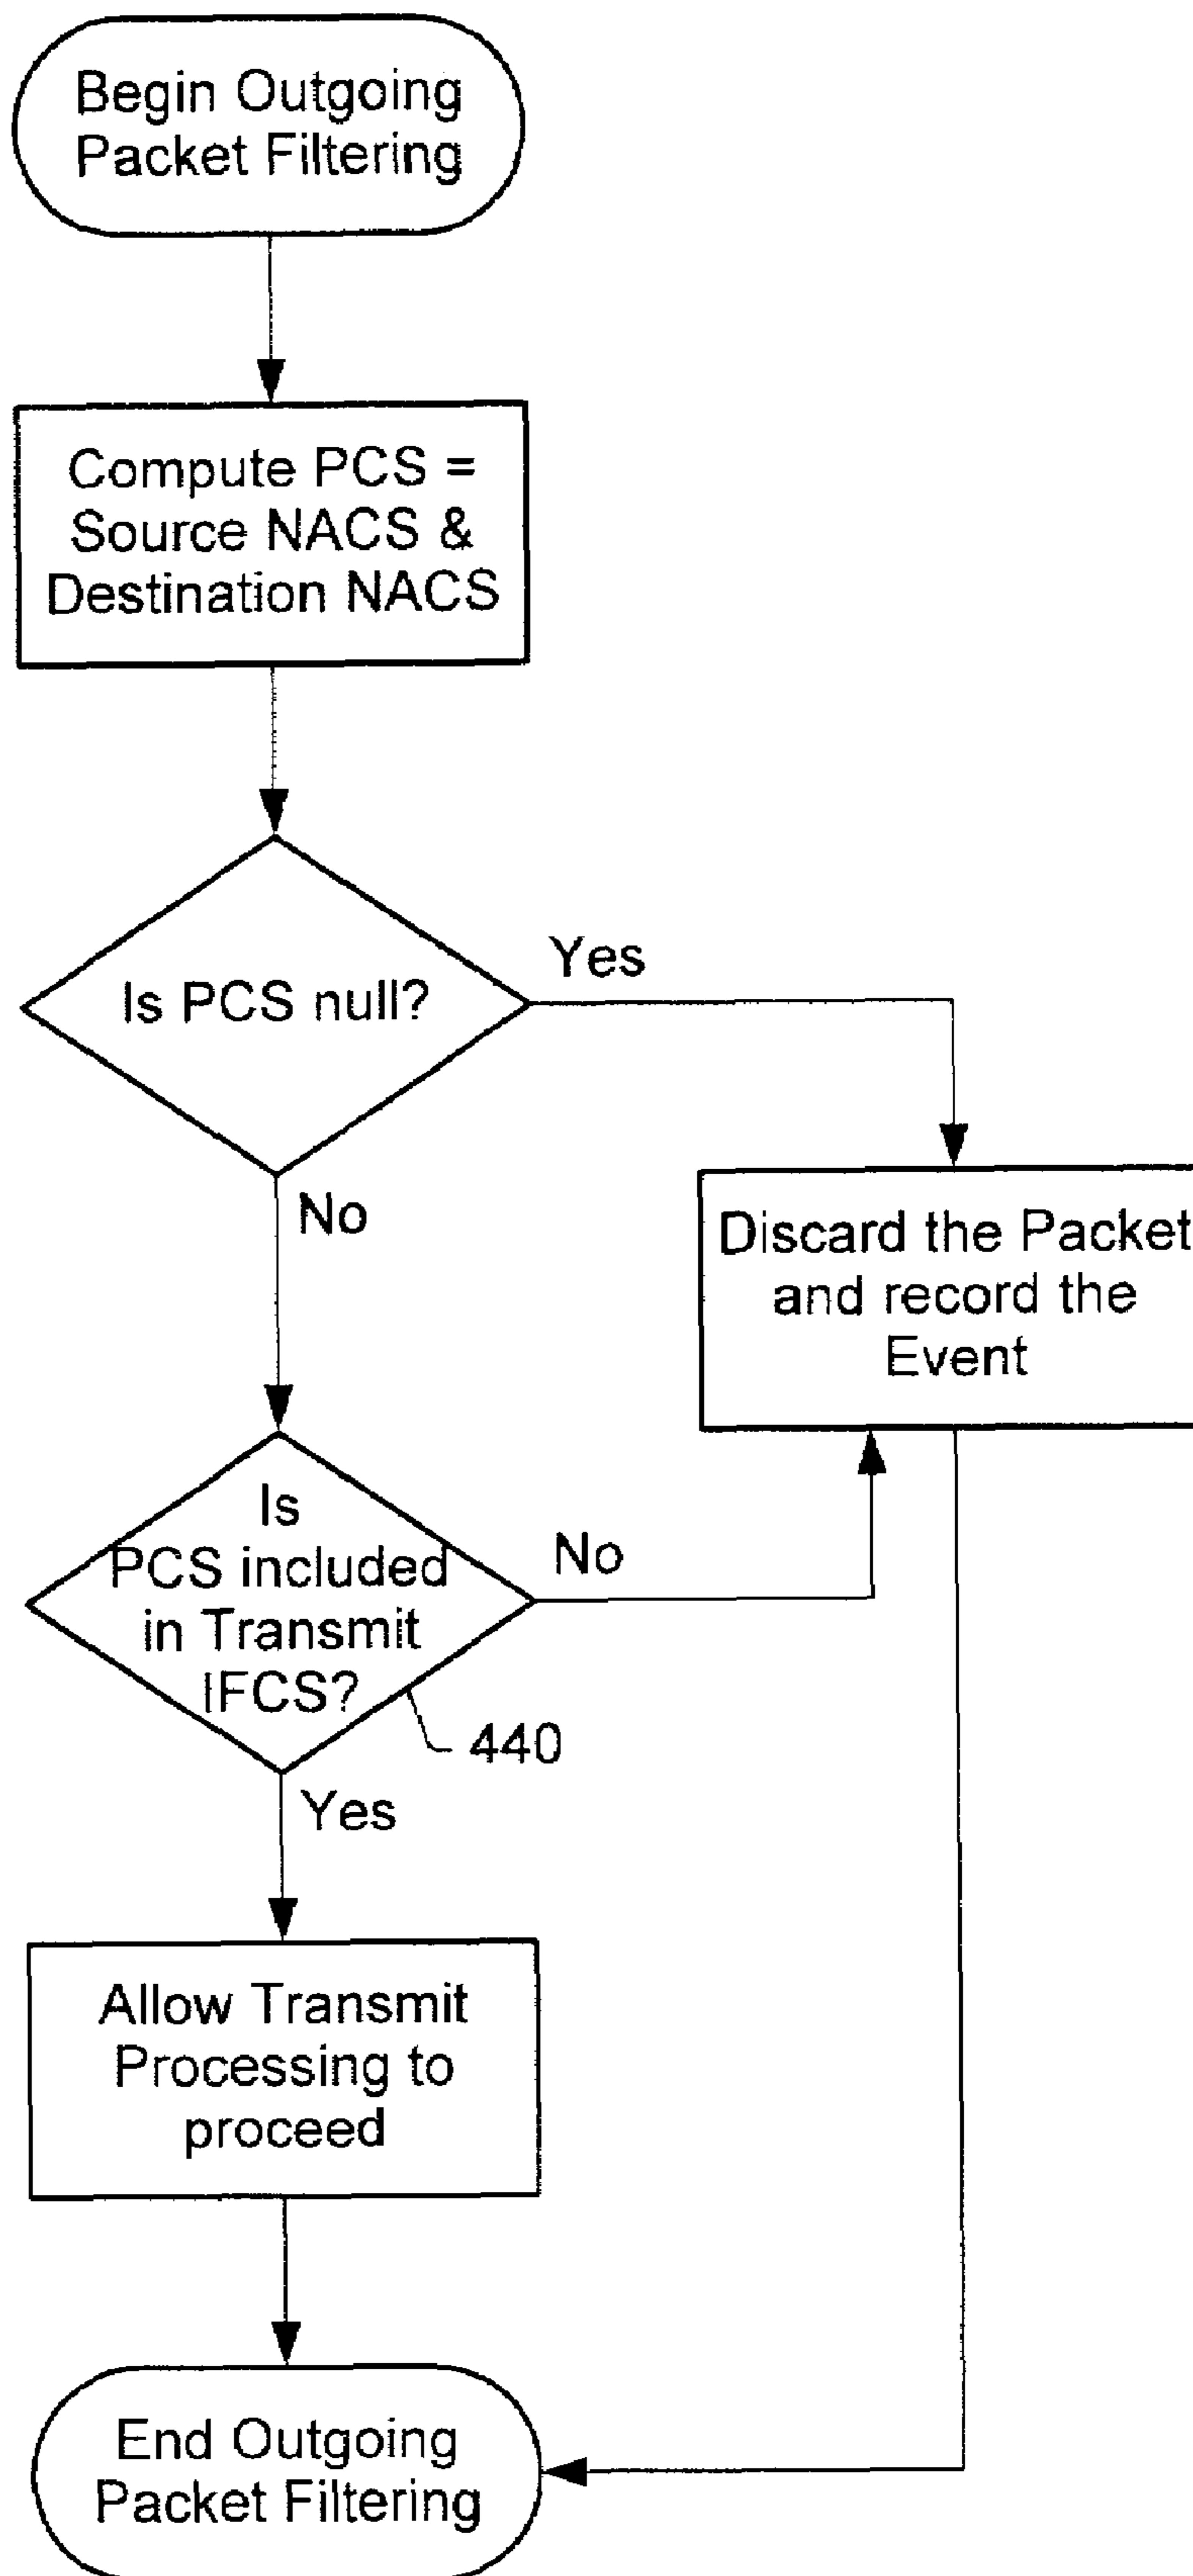 Begin Outgoing
Packet Filtering
Compute PCS =
Source NACS &
Destination NACS
Is PCS null?
Yes
No
Discard the Packet
and record the
Event
Is
PCS included
in Transmit
IFCS?
No
440
Yes
Allow Transmit
Processing to
proceed
End Outgoing
Packet Filtering